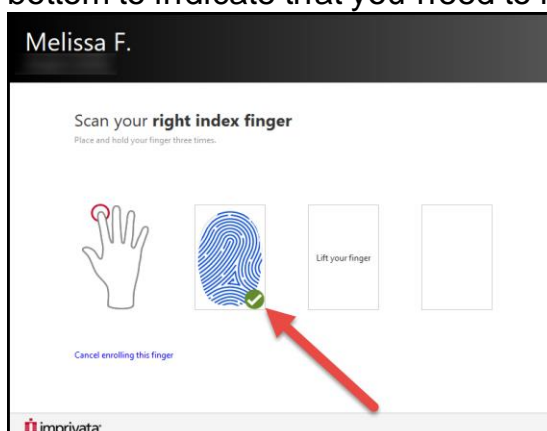 bottom to indicate that you need to
Melissa F.
Scan your right index finger
Place and hold your finger three times.
Lift your finger
Cancel enrolling this finger
imprivata